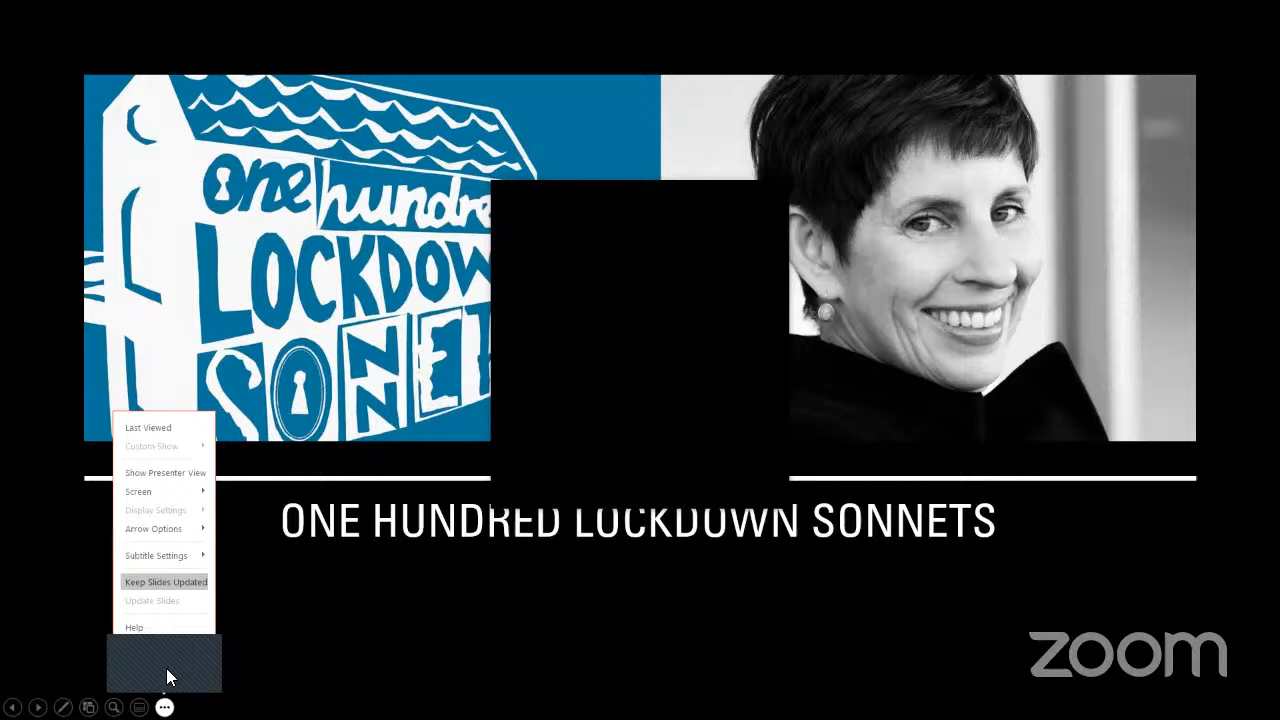 one hundre
LOCKDOW
SONNE
Last Viewed
Custom Show
Show Presenter View
Screen
Display Settings
Arrow Options
Subtitle Settings
Keep Slides Updated
Update Slides
Help
ONE HUNDRED LOCKDOWN SONNETS
zoom